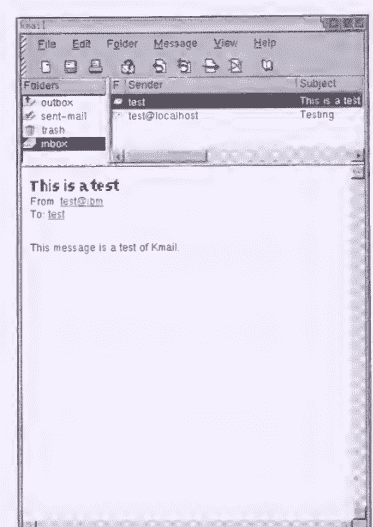 kmail
File Edit Folder Message View Help
Folders
F Sender Subject
outbox
sent-mail
trash
inbox
test This is a test
test@localhost Testing
This is a test
From test@ibm
To: test
This message is a test of Kmail.